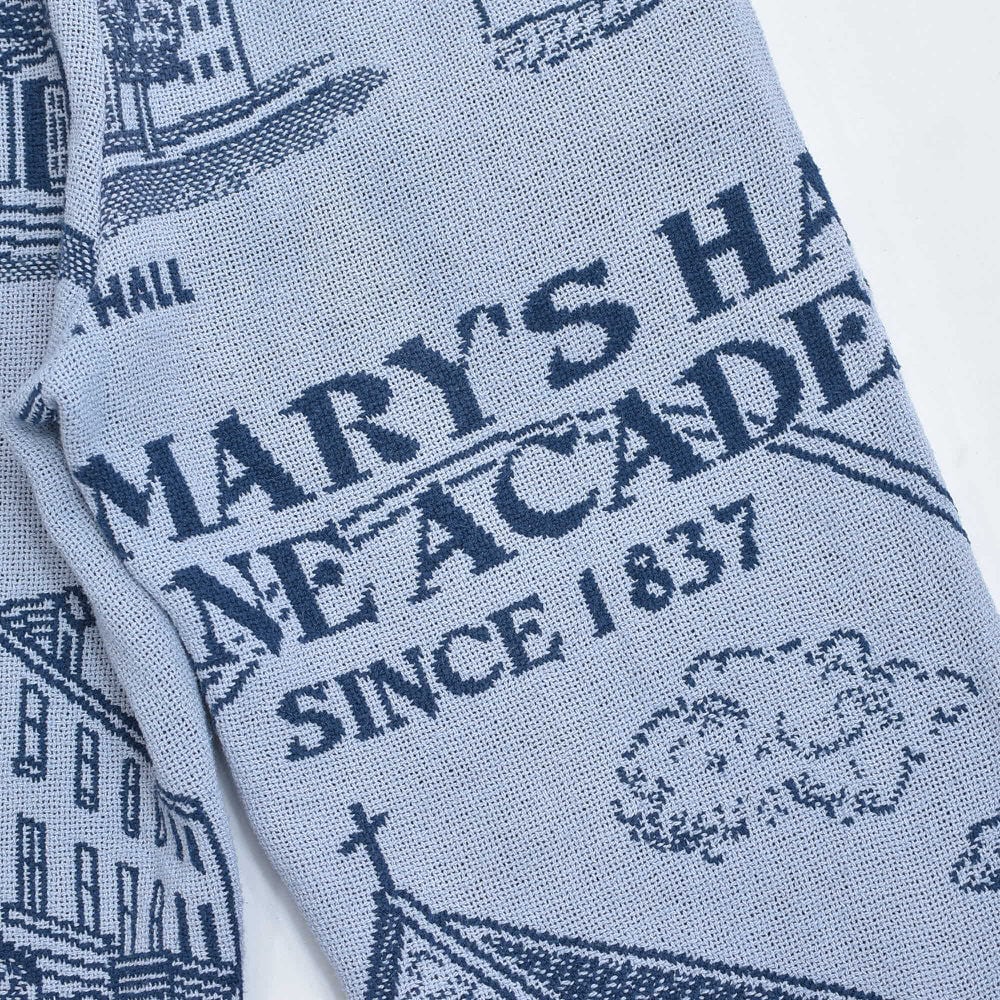 HALL
MARY'S HA
NE ACADE
SINCE 1837